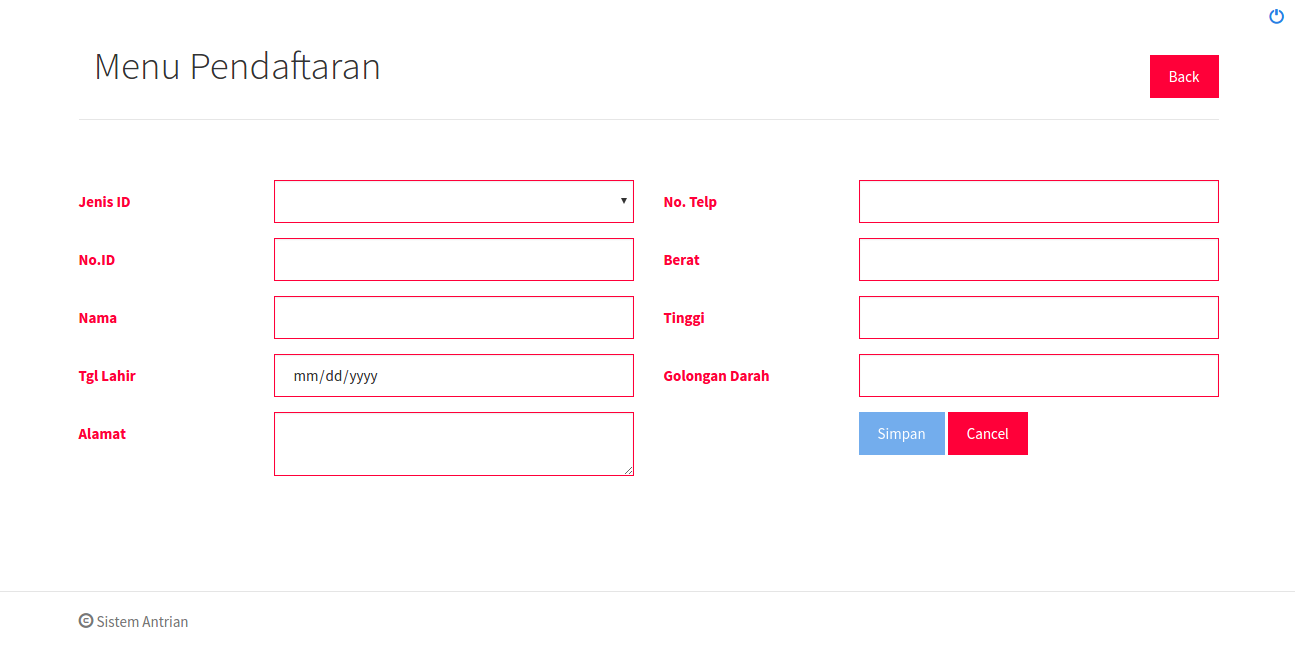 Menu Pendaftaran
Back
Jenis ID
No. Telp
No.ID
Berat
Nama
Tinggi
Tgl Lahir
mm/dd/yyyy
Golongan Darah
Alamat
Simpan
Cancel
© Sistem Antrian